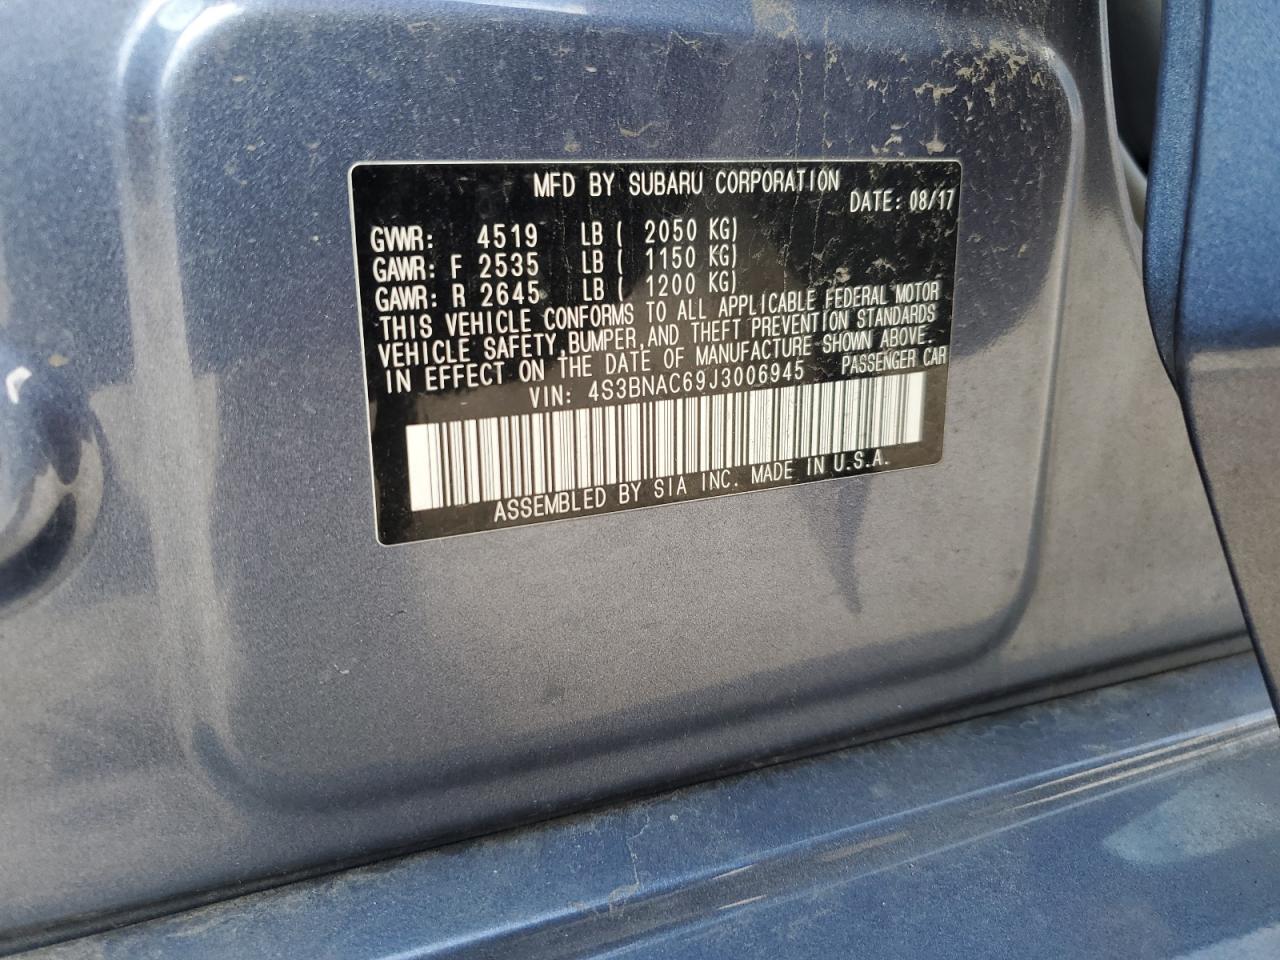 MFD BY SUBARU CORPORATION
DATE: 08/17
GVWR: 4519 LB ( 2050 KG)
GAWR: F 2535 LB ( 1150 KG)
GAWR: R 2645 LB ( 1200 KG)
THIS VEHICLE CONFORMS TO ALL APPLICABLE FEDERAL MOTOR
VEHICLE SAFETY,BUMPER,AND THEFT PREVENTION STANDARDS
IN EFFECT ON THE DATE OF MANUFACTURE SHOWN ABOVE.
VIN: 4S3BNAC69J3006945 PASSENGER CAR
ASSEMBLED BY SIA INC. MADE IN U.S.A.